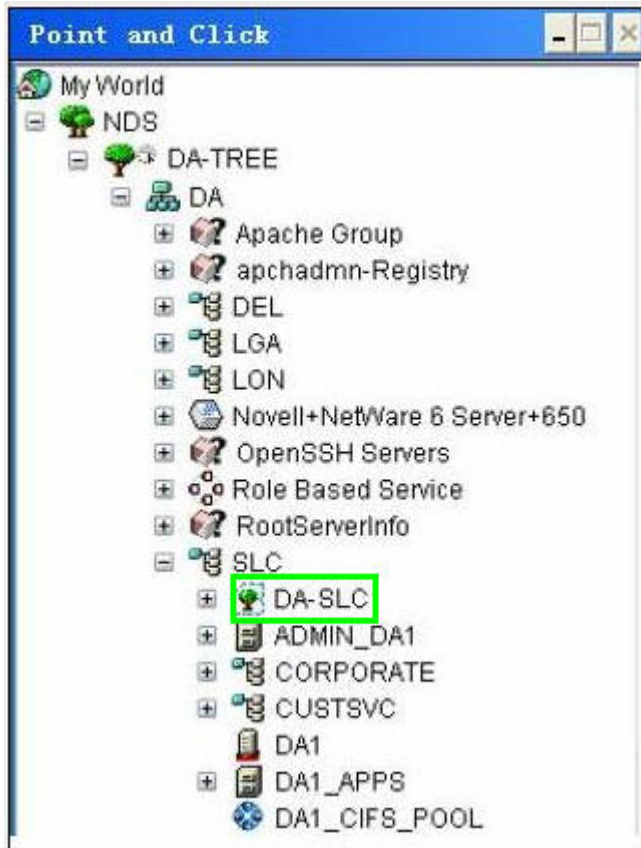 Point and Click
My World
NDS
DA-TREE
DA
Apache Group
apchadmn-Registry
DEL
LGA
LON
Novell+NetWare 6 Server+650
OpenSSH Servers
Role Based Service
RootServerInfo
SLC
DA-SLC
ADMIN_DA1
CORPORATE
CUSTSVC
DA1
DA1_APPS
DA1_CIFS_POOL